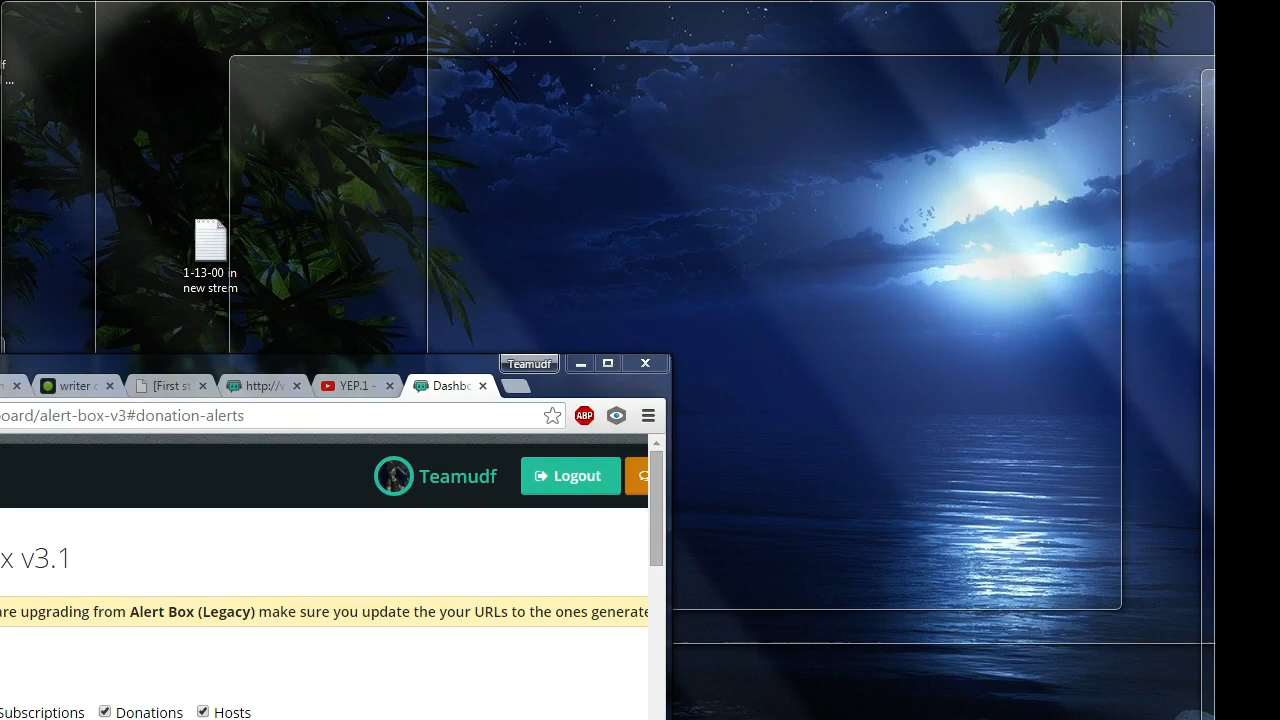 f
...
1-13-00 in
new strem
Teamudf
writer c
[First st
http://v
YEP.1 -
Dashbc
board/alert-box-v3#donation-alerts
ABP
Teamudf
Logout
x v3.1
are upgrading from Alert Box (Legacy) make sure you update the your URLs to the ones generate
Subscriptions Donations Hosts